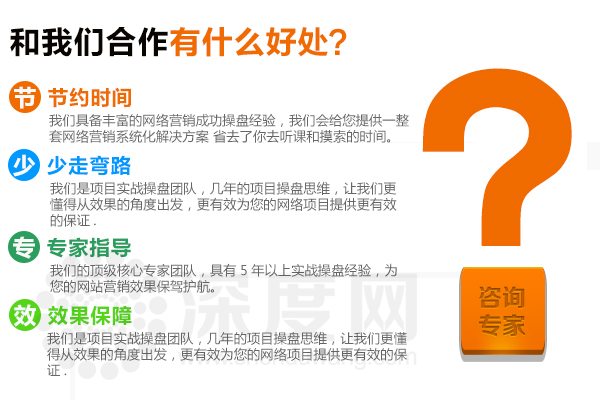 和我们合作有什么好处?
节 节约时间
我们具备丰富的网络营销成功操盘经验，我们会给您提供一整
套网络营销系统化解决方案 省去了你去听课和摸索的时间。
少 少走弯路
我们是项目实战操盘团队，几年的项目操盘思维，让我们更
懂得从效果的角度出发，更有效为您的网络项目提供更有效
的保证 .
专 专家指导
我们的顶级核心专家团队，具有 5 年以上实战操盘经验，为
您的网站营销效果保驾护航。
效 效果保障
我们是项目实战操盘团队，几年的项目操盘思维，让我们更懂
得从效果的角度出发，更有效为您的网络项目提供更有效的保
证 .
?
咨询
专家
深度网